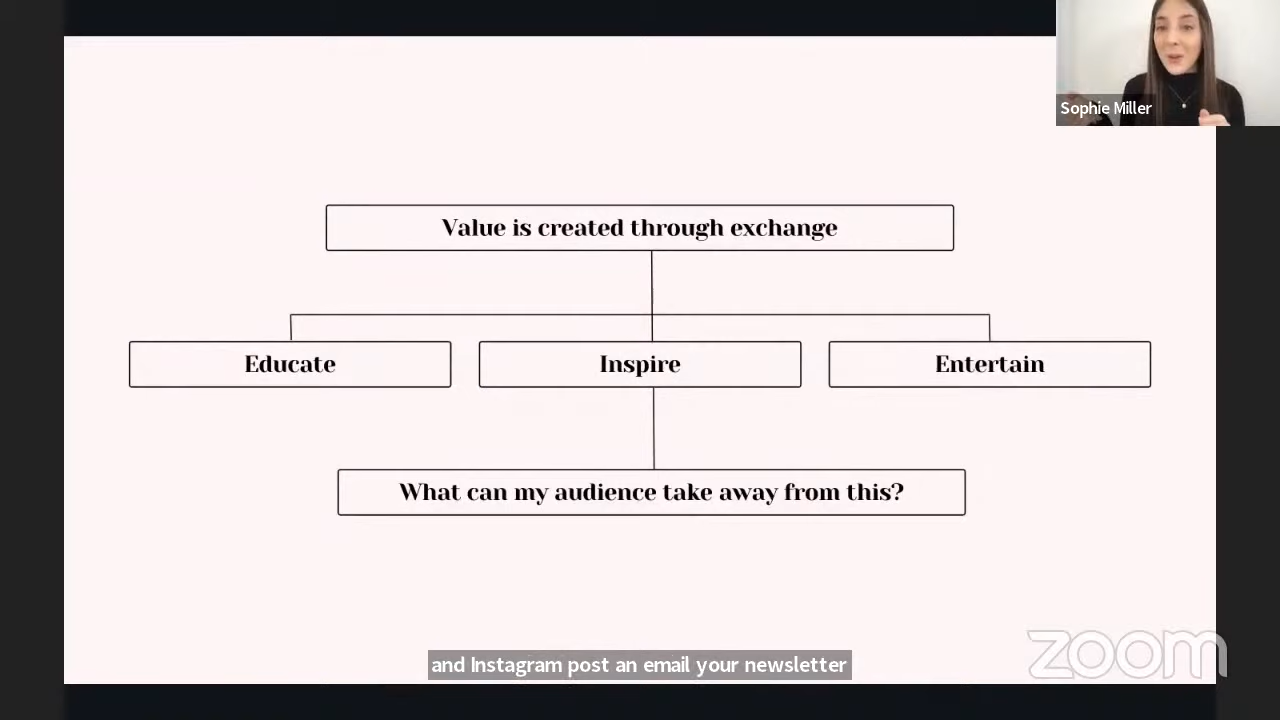 Sophie Miller
Value is created through exchange
Educate
Inspire
Entertain
What can my audience take away from this?
and Instagram post an email your newsletter
zoom